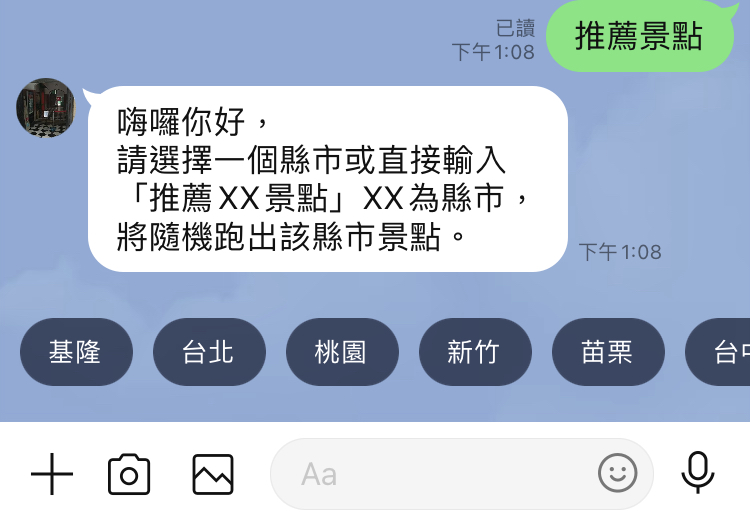 已讀
下午1:08
推薦景點
嗨囉你好，
請選擇一個縣市或直接輸入
「推薦XX景點」XX為縣市，
將隨機跑出該縣市景點。
下午1:08
基隆
台北
桃園
新竹
苗栗
台中
Aa